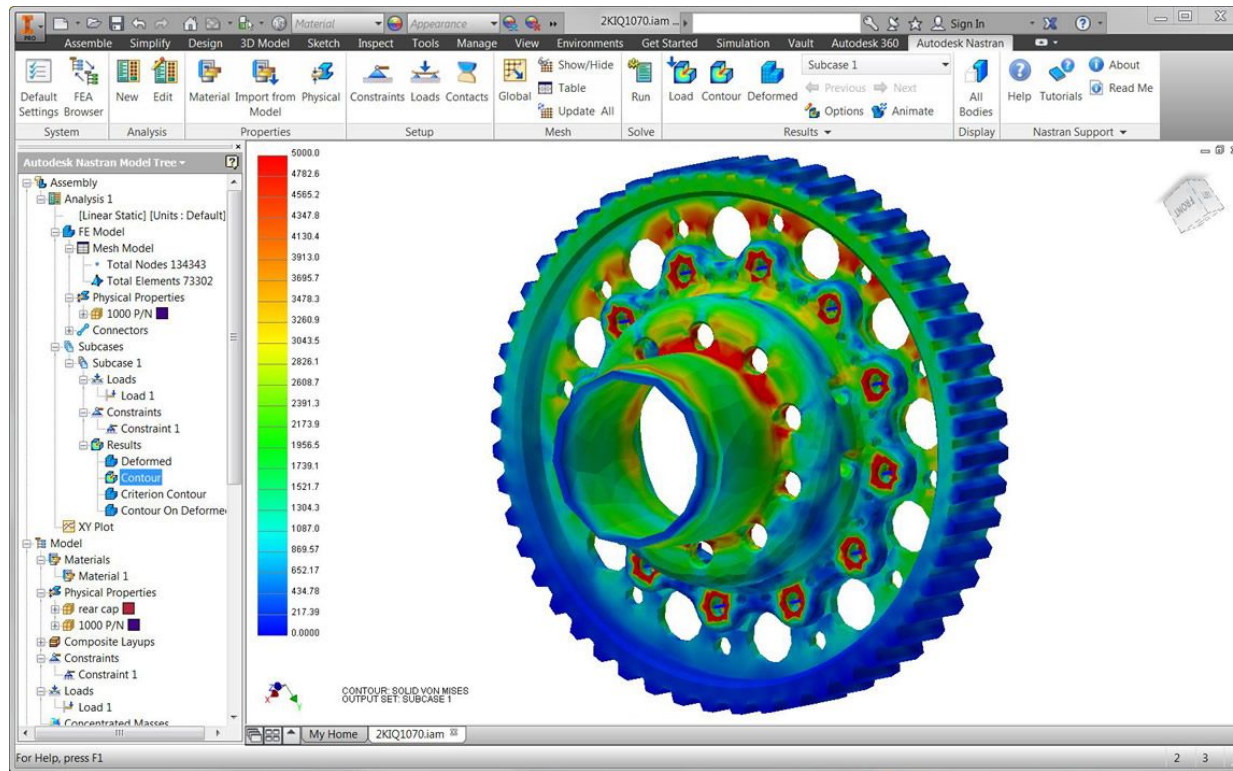 PRO
Material
Appearance
2KIQ1070.iam ...
Sign In
Assemble Simplify Design 3D Model Sketch Inspect Tools Manage View Environments Get Started Simulation Vault Autodesk 360 Autodesk Nastran
Default Settings
FEA Browser
System
New
Edit
Analysis
Material
Import from Model
Physical
Properties
Constraints
Loads
Contacts
Setup
Global
Show/Hide
Table
Update All
Mesh
Run
Solve
Load
Contour
Deformed
Subcase 1
Previous
Next
Options
Animate
Results
All Bodies
Display
Help
Tutorials
About
Read Me
Nastran Support
Autodesk Nastran Model Tree
Assembly
Analysis 1
[Linear Static] [Units : Default]
FE Model
Mesh Model
Total Nodes 134343
Total Elements 73302
Physical Properties
1000 P/N
Connectors
Subcases
Subcase 1
Loads
Load 1
Constraints
Constraint 1
Results
Deformed
Contour
Criterion Contour
Contour On Deforme
XY Plot
Model
Materials
Material 1
Physical Properties
rear cap
1000 P/N
Composite Layups
Constraints
Constraint 1
Loads
Load 1
Concentrated Masses
5000.0
4782.6
4565.2
4347.8
4130.4
3913.0
3695.7
3478.3
3260.9
3043.5
2826.1
2608.7
2391.3
2173.9
1956.5
1739.1
1521.7
1304.3
1087.0
869.57
652.17
434.78
217.39
0.0000
FRONT
X
Y
CONTOUR: SOLID VON MISES
OUTPUT SET: SUBCASE 1
My Home
2KIQ1070.iam
For Help, press F1
2 3